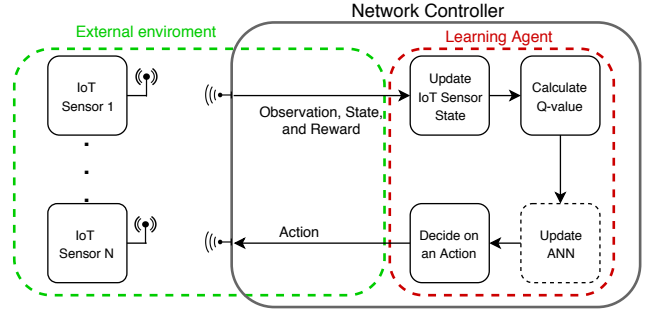 Network Controller
External enviroment
Learning Agent
IoT
Sensor 1
Update
IoT Sensor
State
Calculate
Q-value
Observation, State,
and Reward
IoT
Sensor N
Action
Decide on
an Action
Update
ANN